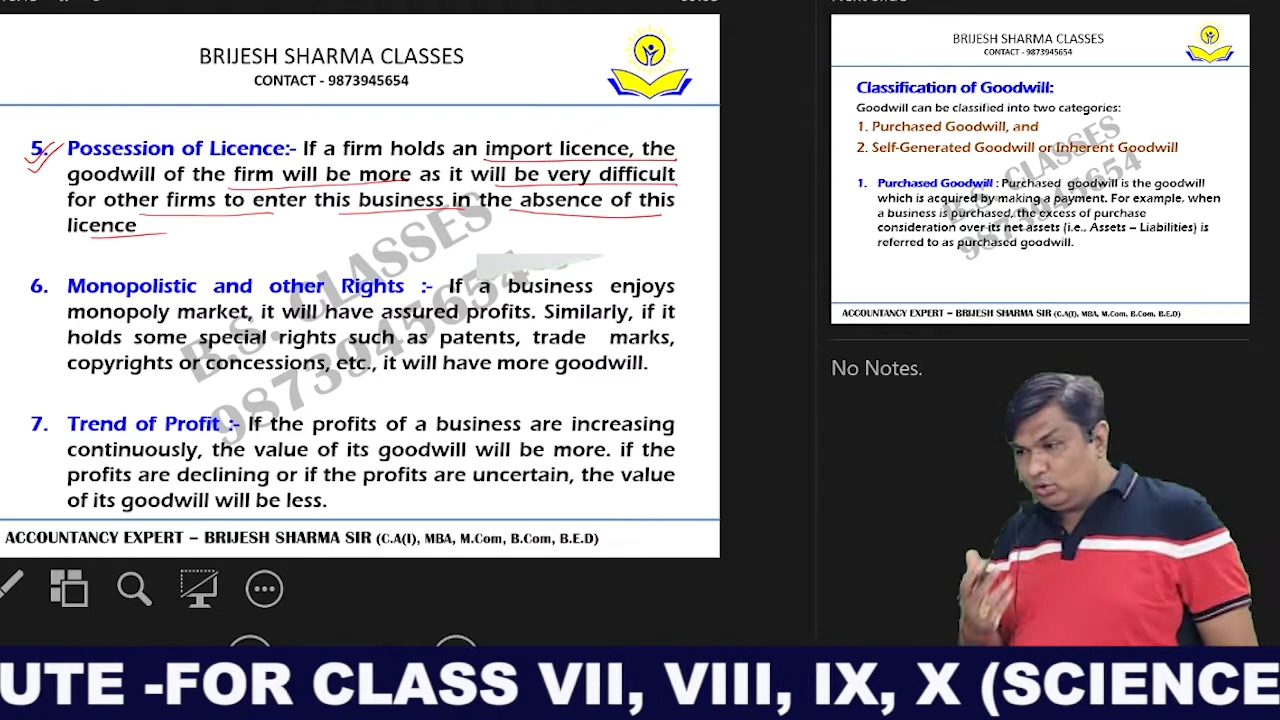 BRIJESH SHARMA CLASSES
CONTACT - 9873945654
5. Possession of Licence:- If a firm holds an import licence, the
goodwill of the firm will be more as it will be very difficult
for other firms to enter this business in the absence of this
licence
6. Monopolistic and other Rights :- If a business enjoys
monopoly market, it will have assured profits. Similarly, if it
holds some special rights such as patents, trade marks,
copyrights or concessions, etc., it will have more goodwill.
7. Trend of Profit :- If the profits of a business are increasing
continuously, the value of its goodwill will be more. if the
profits are declining or if the profits are uncertain, the value
of its goodwill will be less.
B.S. CLASSES
9873945654
ACCOUNTANCY EXPERT – BRIJESH SHARMA SIR (C.A(I), MBA, M.Com, B.Com, B.E.D)
BRIJESH SHARMA CLASSES
CONTACT - 9873945654
Classification of Goodwill:
Goodwill can be classified into two categories:
1. Purchased Goodwill, and
2. Self-Generated Goodwill or Inherent Goodwill
1. Purchased Goodwill : Purchased goodwill is the goodwill
which is acquired by making a payment. For example, when
a business is purchased, the excess of purchase
consideration over its net assets (i.e., Assets – Liabilities) is
referred to as purchased goodwill.
B.S. CLASSES
9873945654
ACCOUNTANCY EXPERT – BRIJESH SHARMA SIR (C.A(I), MBA, M.Com, B.Com, B.E.D)
No Notes.
UTE -FOR CLASS VII, VIII, IX, X (SCIENCE